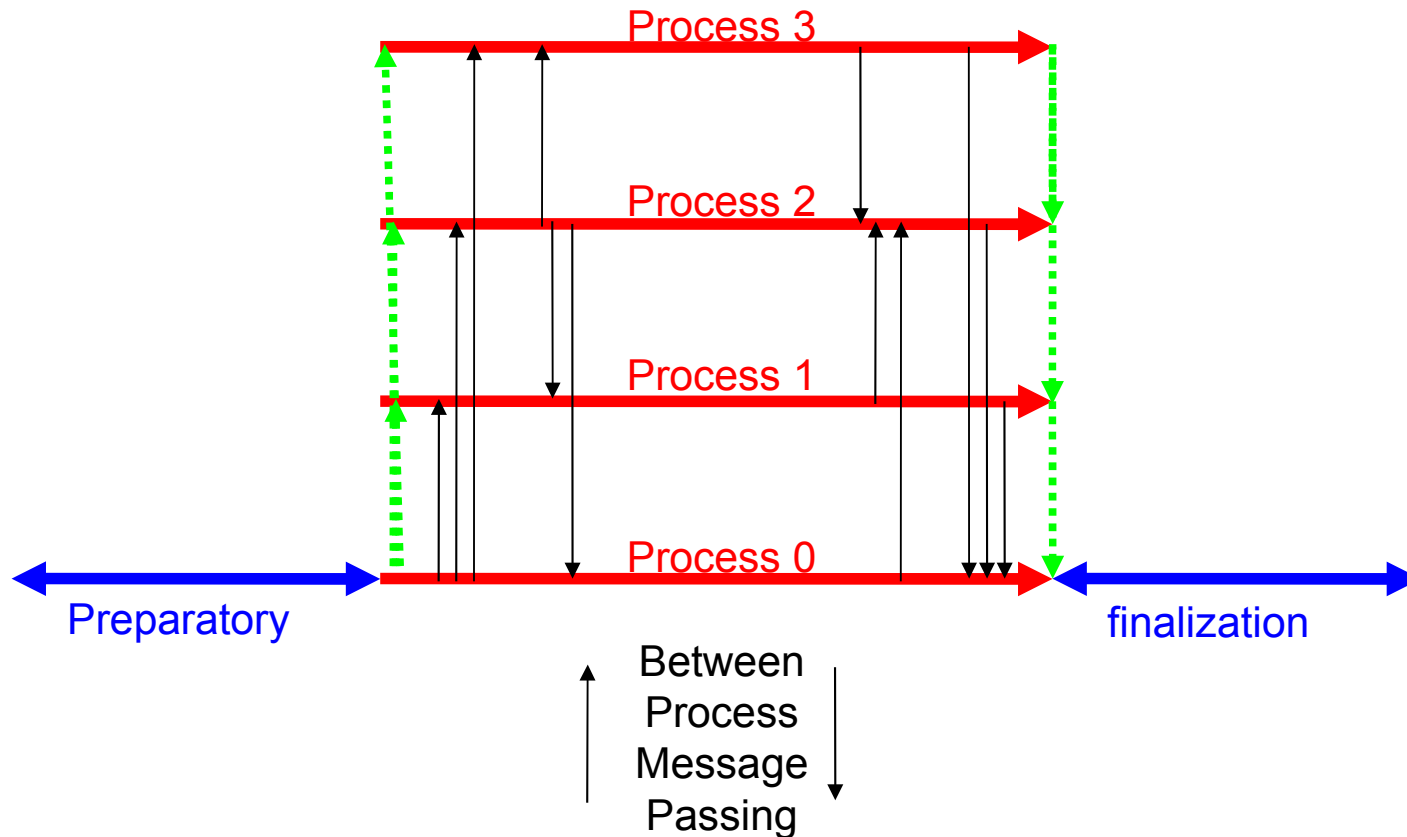 Process 3
Process 2
Process 1
Process 0
Preparatory
finalization
Between
Process
Message
Passing